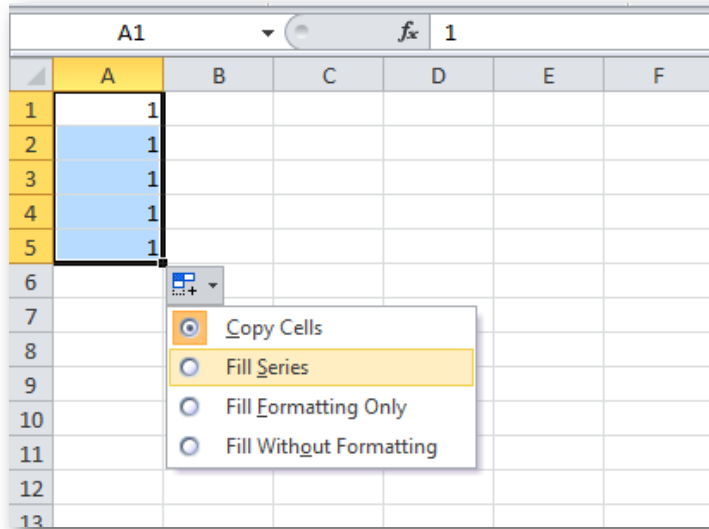 A1 fx 1
A B C D E F
1 1
2 1
3 1
4 1
5 1
6
7
8
9
10
11
12
13
Copy Cells
Fill Series
Fill Formatting Only
Fill Without Formatting